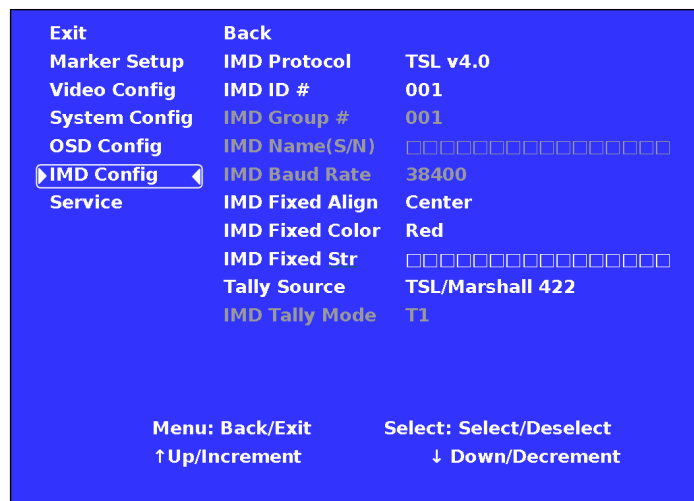 Exit Back
Marker Setup IMD Protocol TSL v4.0
Video Config IMD ID # 001
System Config IMD Group # 001
OSD Config IMD Name(S/N) □□□□□□□□□□□□□□□□
IMD Config IMD Baud Rate 38400
Service IMD Fixed Align Center
IMD Fixed Color Red
IMD Fixed Str □□□□□□□□□□□□□□□□
Tally Source TSL/Marshall 422
IMD Tally Mode T1
Menu: Back/Exit Select: Select/Deselect
↑Up/Increment ↓ Down/Decrement